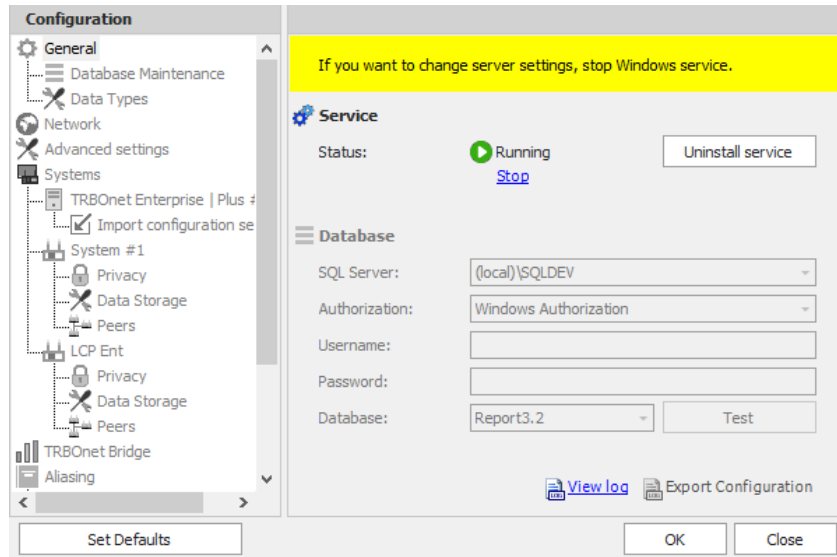 Configuration
General
Database Maintenance
Data Types
Network
Advanced settings
Systems
TRBOnet Enterprise | Plus
Import configuration se
System #1
Privacy
Data Storage
Peers
LCP Ent
Privacy
Data Storage
Peers
TRBOnet Bridge
Aliasing
Set Defaults
If you want to change server settings, stop Windows service.
Service
Status: Running Uninstall service
Stop
Database
SQL Server: (local)\SQLDEV
Authorization: Windows Authorization
Username:
Password:
Database: Report3.2 Test
View log Export Configuration
OK Close